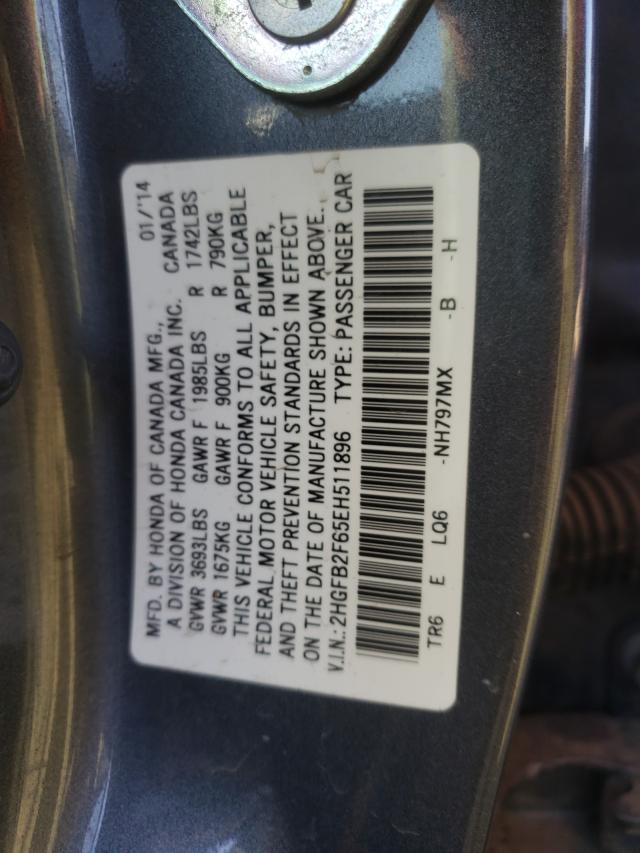 MFD. BY HONDA OF CANADA MFG., 01/'14
A DIVISION OF HONDA CANADA INC. CANADA
GVWR 3693LBS GAWR F 1985LBS R 1742LBS
GVWR 1675KG GAWR F 900KG R 790KG
THIS VEHICLE CONFORMS TO ALL APPLICABLE
FEDERAL MOTOR VEHICLE SAFETY, BUMPER,
AND THEFT PREVENTION STANDARDS IN EFFECT
ON THE DATE OF MANUFACTURE SHOWN ABOVE.
V.I.N.: 2HGFB2F65EH511896 TYPE: PASSENGER CAR
TR6 E LQ6 -NH797MX -B -H